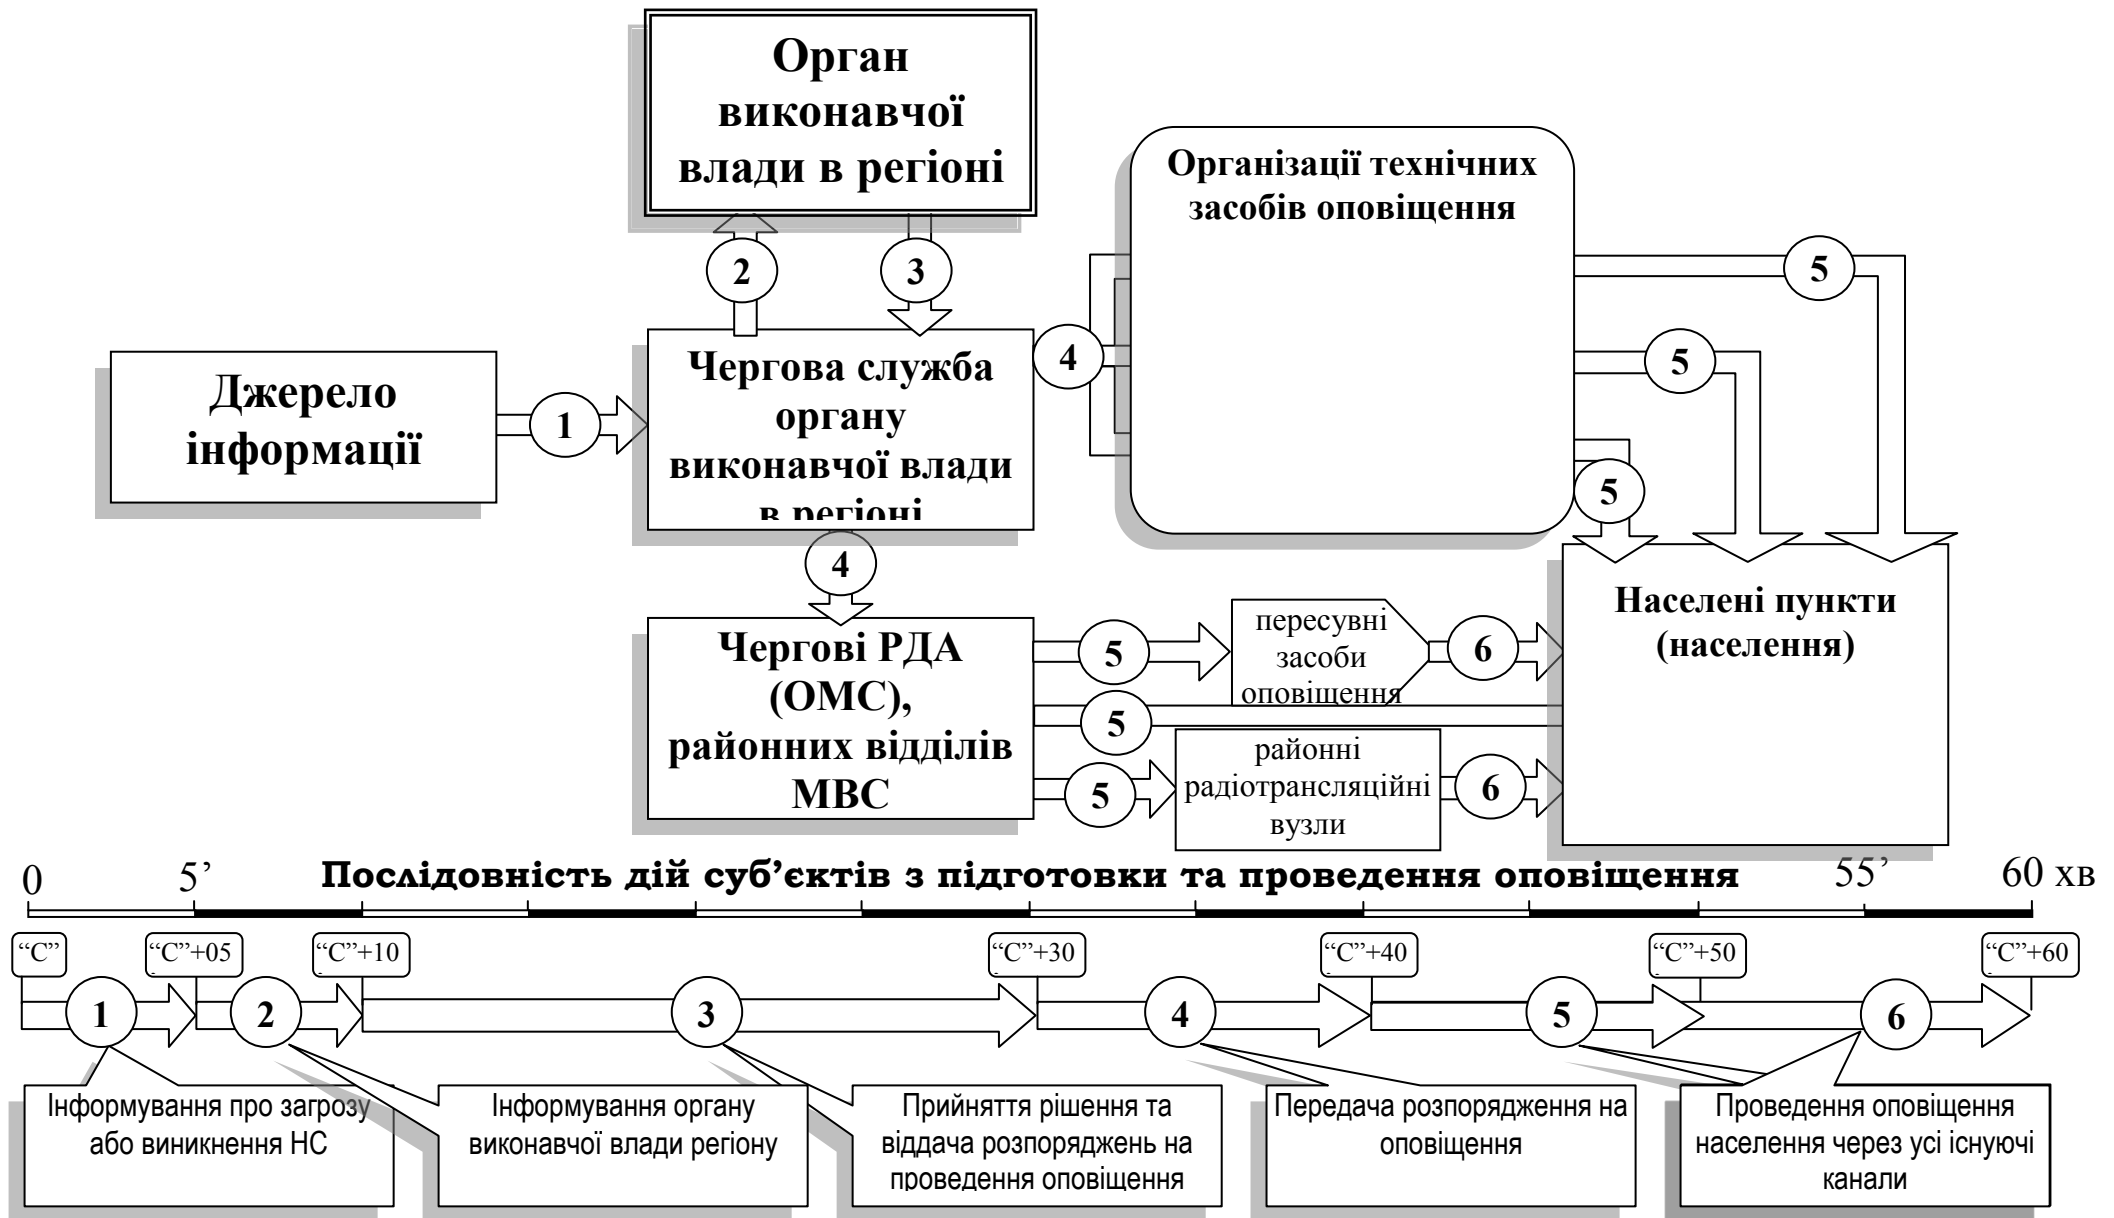 Орган
виконавчої
влади в регіоні
Організації технічних
засобів оповіщення
2
3
5
4
5
Джерело
інформації
1
Чергова служба
органу
виконавчої влади
в регіоні
5
4
Населені пункти
(населення)
Чергові РДА
(ОМС),
районних відділів
МВС
5
пересувні
засоби
оповіщення
6
5
5
районні
радіотрансляційні
вузли
6
0
5’
Послідовність дій суб’єктів з підготовки та проведення оповіщення
55’
60 хв
“С”
“С”+05
“С”+10
“С”+30
“С”+40
“С”+50
“С”+60
1
2
3
4
5
6
Інформування про загрозу
або виникнення НС
Інформування органу
виконавчої влади регіону
Прийняття рішення та
віддача розпоряджень на
проведення оповіщення
Передача розпорядження на
оповіщення
Проведення оповіщення
населення через усі існуючі
канали